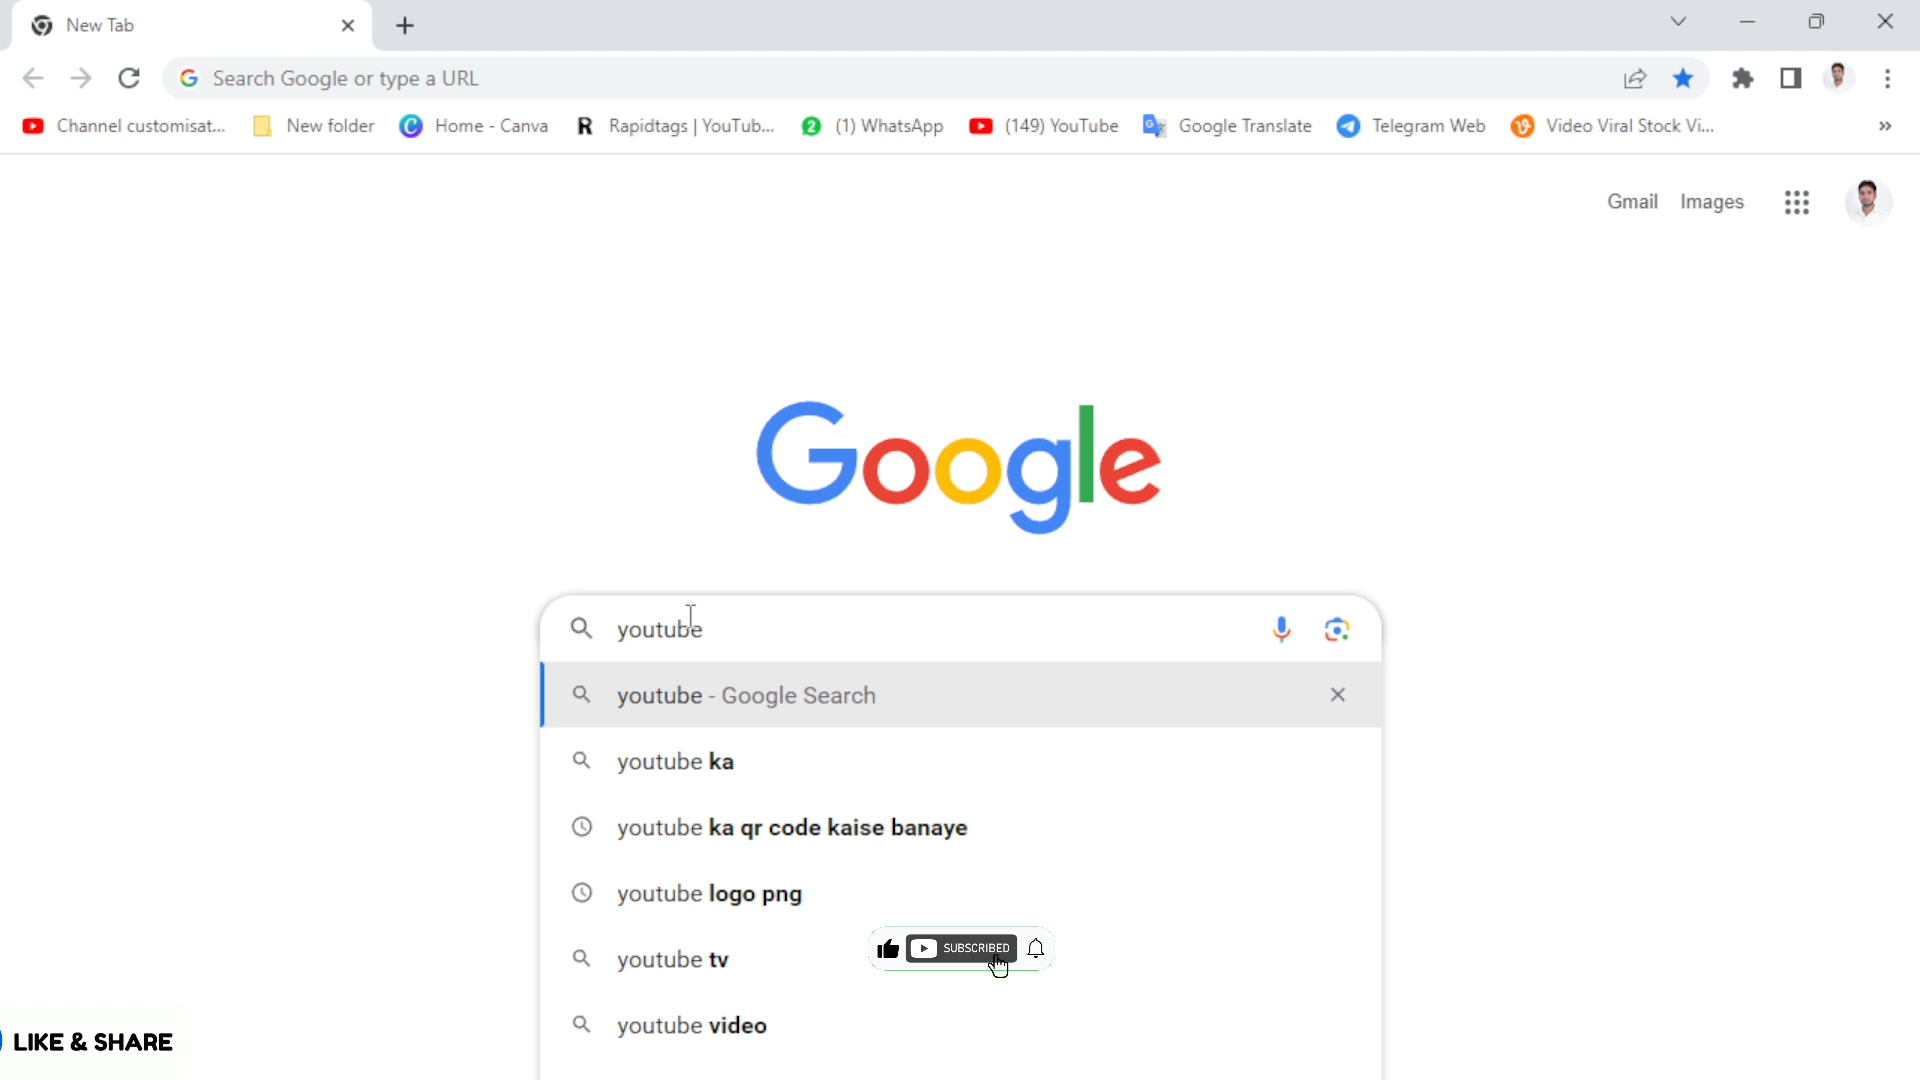 New Tab
Search Google or type a URL
Channel customisat...
New folder
Home - Canva
R Rapidtags | YouTub...
2 (1) WhatsApp
(149) YouTube
Google Translate
Telegram Web
Video Viral Stock Vi...
Gmail Images
Google
youtube
youtube - Google Search
youtube ka
youtube ka qr code kaise banaye
youtube logo png
SUBSCRIBED
youtube tv
youtube video
LIKE & SHARE